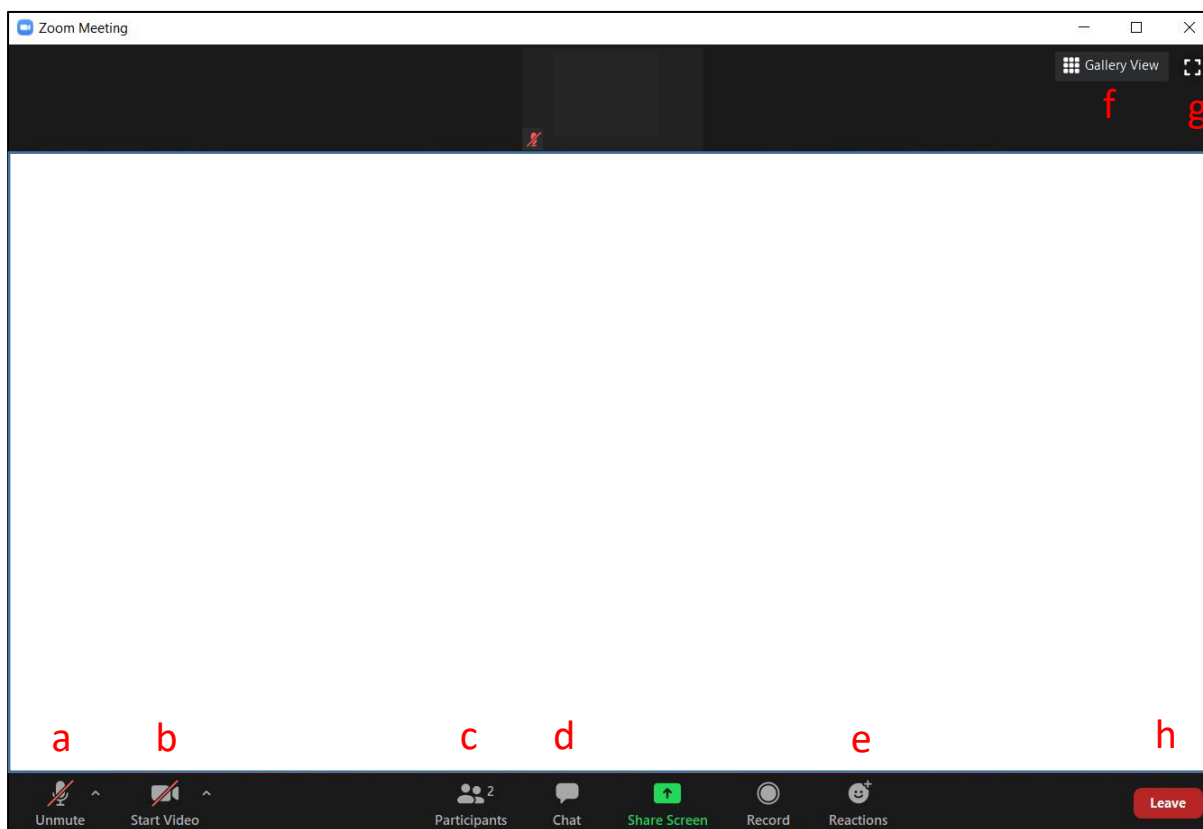 Zoom Meeting
Gallery View
f
g
a b c d e h
2
Unmute Start Video Participants Chat Share Screen Record Reactions Leave